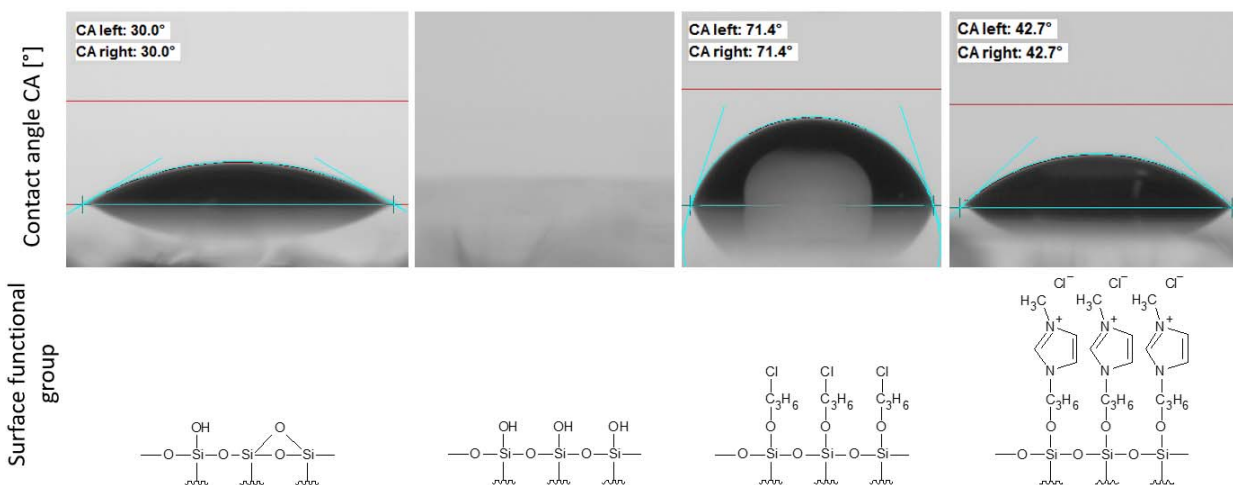 Contact angle CA [°]
CA left: 30.0°
CA right: 30.0°
CA left: 71.4°
CA right: 71.4°
CA left: 42.7°
CA right: 42.7°
Surface functional
group
OH
O
O Si O Si O Si
OH OH OH
O Si O Si O Si
Cl Cl Cl
C₃H₆ C₃H₆ C₃H₆
O O O
O Si O Si O Si
Cl⁻ Cl⁻ Cl⁻
H₃C H₃C H₃C
N⁺ N⁺ N⁺
N N N
C₃H₆ C₃H₆ C₃H₆
O O O
O Si O Si O Si